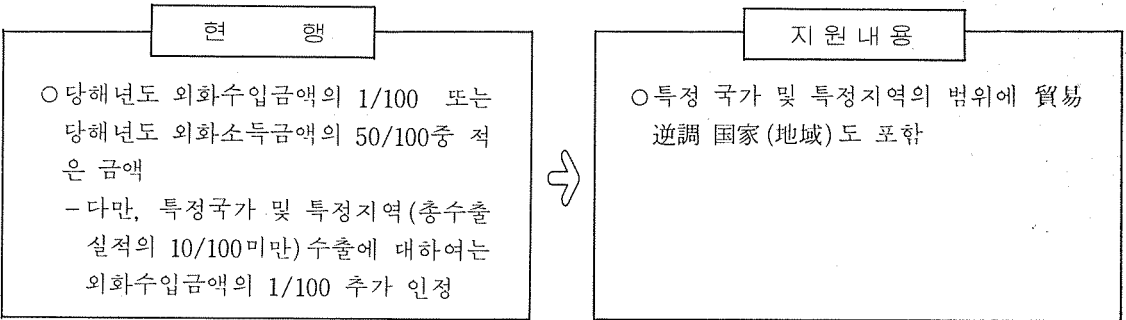 현 행
○당해년도 외화수입금액의 1/100 또는
당해년도 외화소득금액의 50/100중 적
은 금액
－다만, 특정국가 및 특정지역(총수출
실적의 10/100미만)수출에 대하여는
외화수입금액의 1/100 추가 인정
지 원 내 용
○특정 국가 및 특정지역의 범위에 貿易
逆調 国家(地域)도 포함